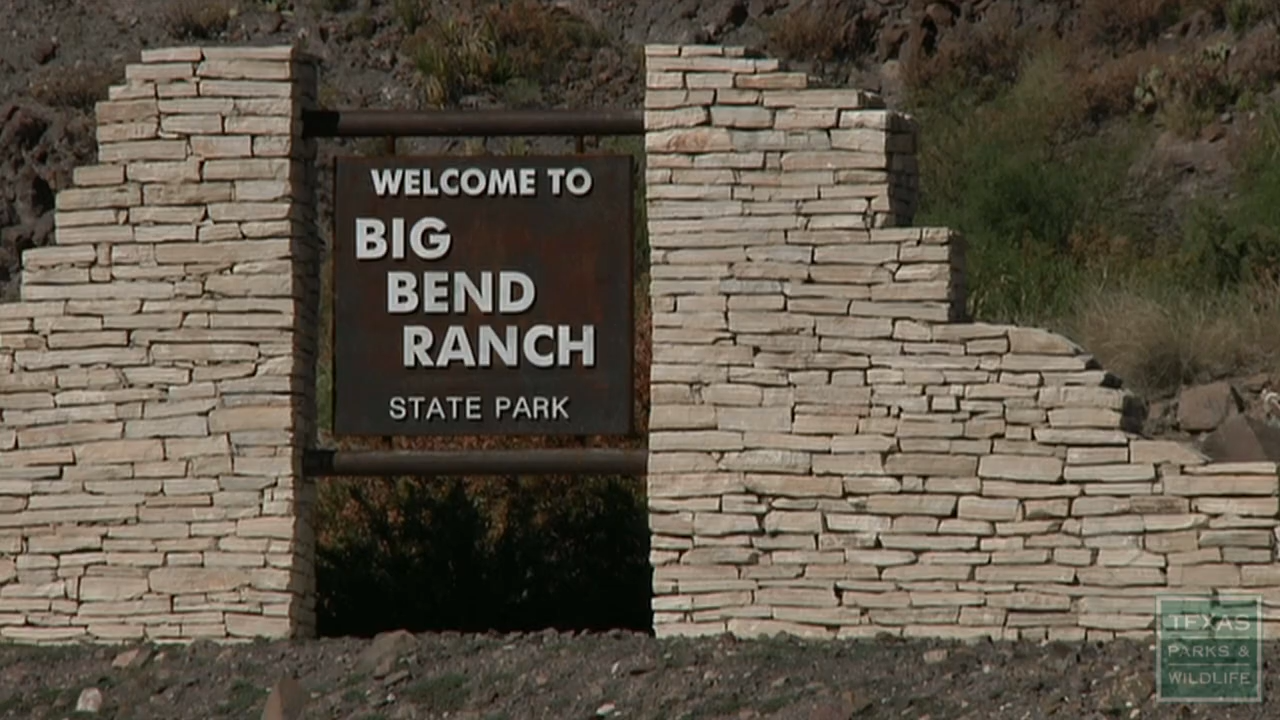 WELCOME TO
BIG
BEND
RANCH
STATE PARK
TEXAS
PARKS &
WILDLIFE